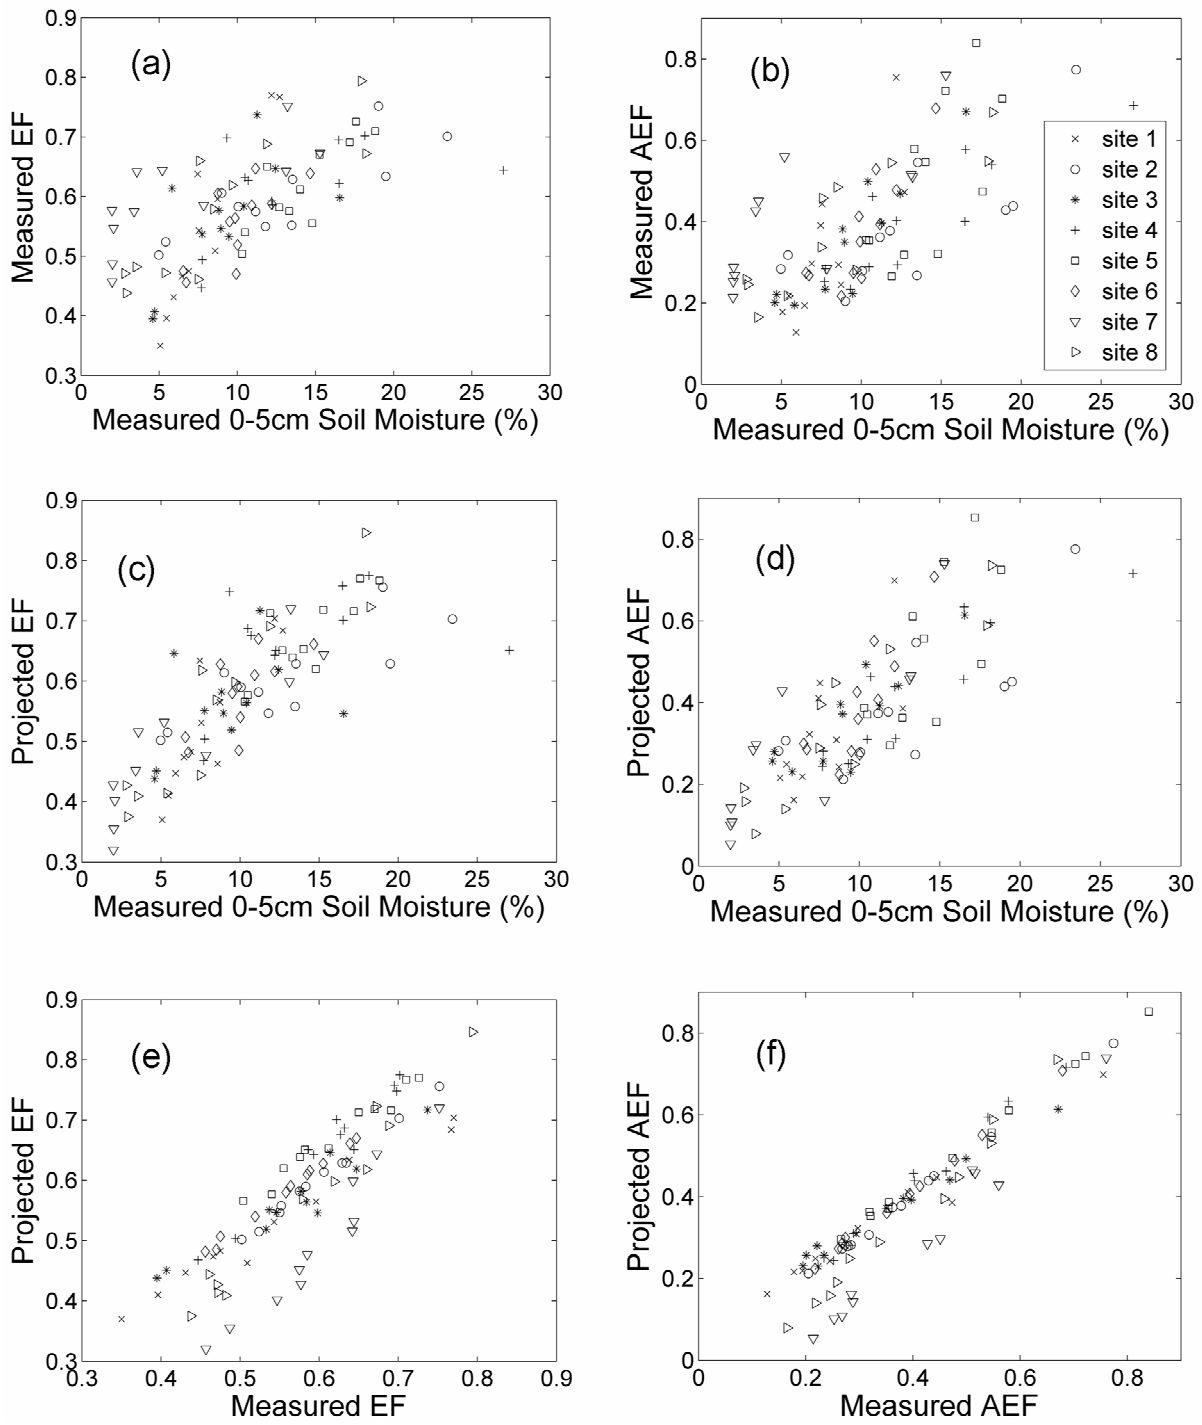 (a)
Measured EF
0.9
0.8
0.7
0.6
0.5
0.4
0.3
0 5 10 15 20 25 30
Measured 0-5cm Soil Moisture (%)
(b)
Measured AEF
0.8
0.6
0.4
0.2
0
0 5 10 15 20 25 30
Measured 0-5cm Soil Moisture (%)
site 1
site 2
site 3
site 4
site 5
site 6
site 7
site 8
(c)
Projected EF
0.9
0.8
0.7
0.6
0.5
0.4
0.3
0 5 10 15 20 25 30
Measured 0-5cm Soil Moisture (%)
(d)
Projected AEF
0.8
0.6
0.4
0.2
0
0 5 10 15 20 25 30
Measured 0-5cm Soil Moisture (%)
(e)
Projected EF
0.9
0.8
0.7
0.6
0.5
0.4
0.3
0.3 0.4 0.5 0.6 0.7 0.8 0.9
Measured EF
(f)
Projected AEF
0.8
0.6
0.4
0.2
0
0 0.2 0.4 0.6 0.8
Measured AEF